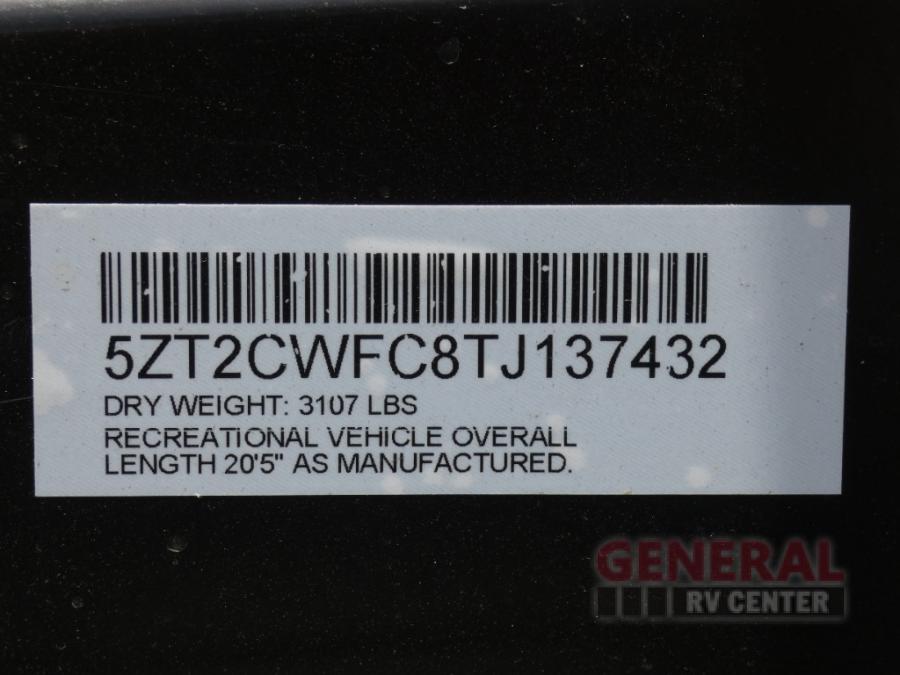 5ZT2CWFC8TJ137432
DRY WEIGHT: 3107 LBS
RECREATIONAL VEHICLE OVERALL
LENGTH 20'5" AS MANUFACTURED.
GENERAL
RV CENTER